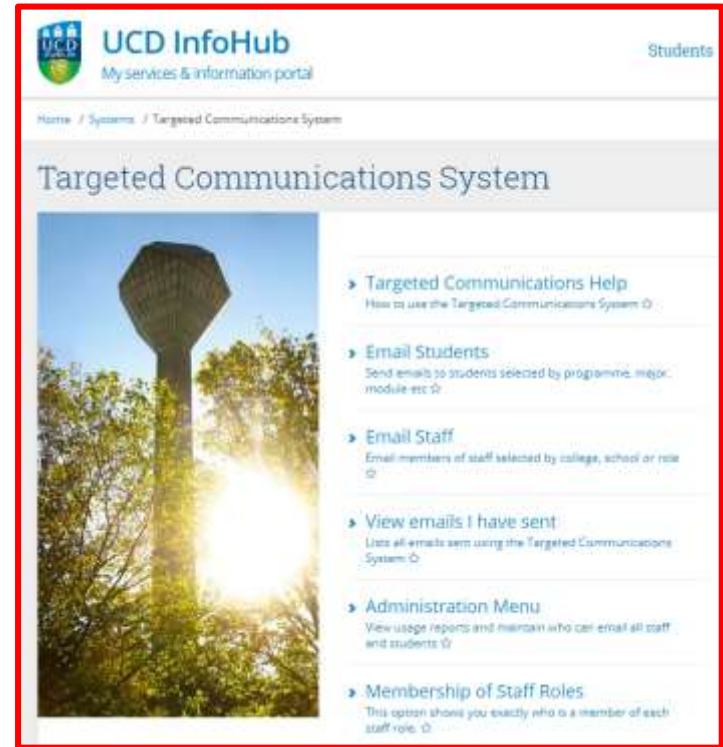 UCD
UCD InfoHub
My services & information portal
Students
Home / Systems / Targeted Communications System
Targeted Communications System
Targeted Communications Help
How to use the Targeted Communications System ☆
Email Students
Send emails to students selected by programme, major,
module etc ☆
Email Staff
Email members of staff selected by college, school or role
☆
View emails I have sent
Lists all emails sent using the Targeted Communications
System ☆
Administration Menu
View usage reports and maintain who can email all staff
and students ☆
Membership of Staff Roles
This option shows you exactly who is a member of each
staff role. ☆